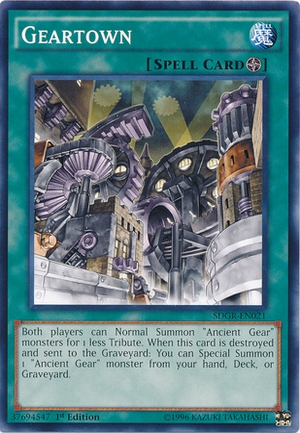 Geartown
魔
[Spell Card]
SDGR-EN021
Both players can Normal Summon "Ancient Gear"
monsters for 1 less Tribute. When this card is destroyed
and sent to the Graveyard: You can Special Summon
1 "Ancient Gear" monster from your hand, Deck, or
Graveyard.
37694547 1st Edition ©1996 KAZUKI TAKAHASHI